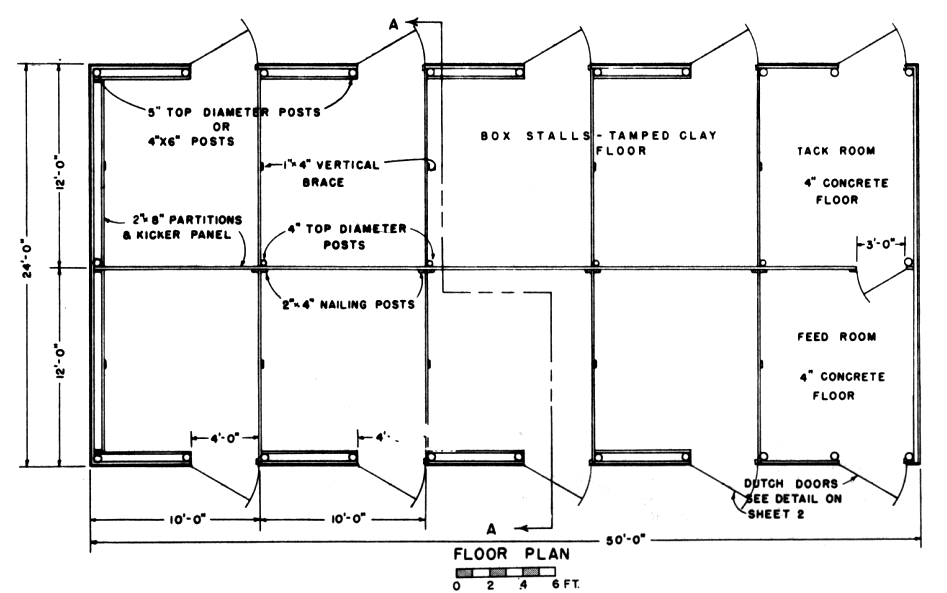 A
5" TOP DIAMETER POSTS
OR
4"X6" POSTS
BOX STALLS - TAMPED CLAY
FLOOR
TACK ROOM
4" CONCRETE
FLOOR
1"X4" VERTICAL
BRACE
12'-0"
2"X8" PARTITIONS
& KICKER PANEL
4" TOP DIAMETER
POSTS
3'-0"
24'-0"
2"X4" NAILING POSTS
FEED ROOM
4" CONCRETE
FLOOR
12'-0"
4'-0"
4'-
DUTCH DOORS
SEE DETAIL ON
SHEET 2
10'-0"
10'-0"
A
50'-0"
FLOOR PLAN
0 2 4 6 FT.